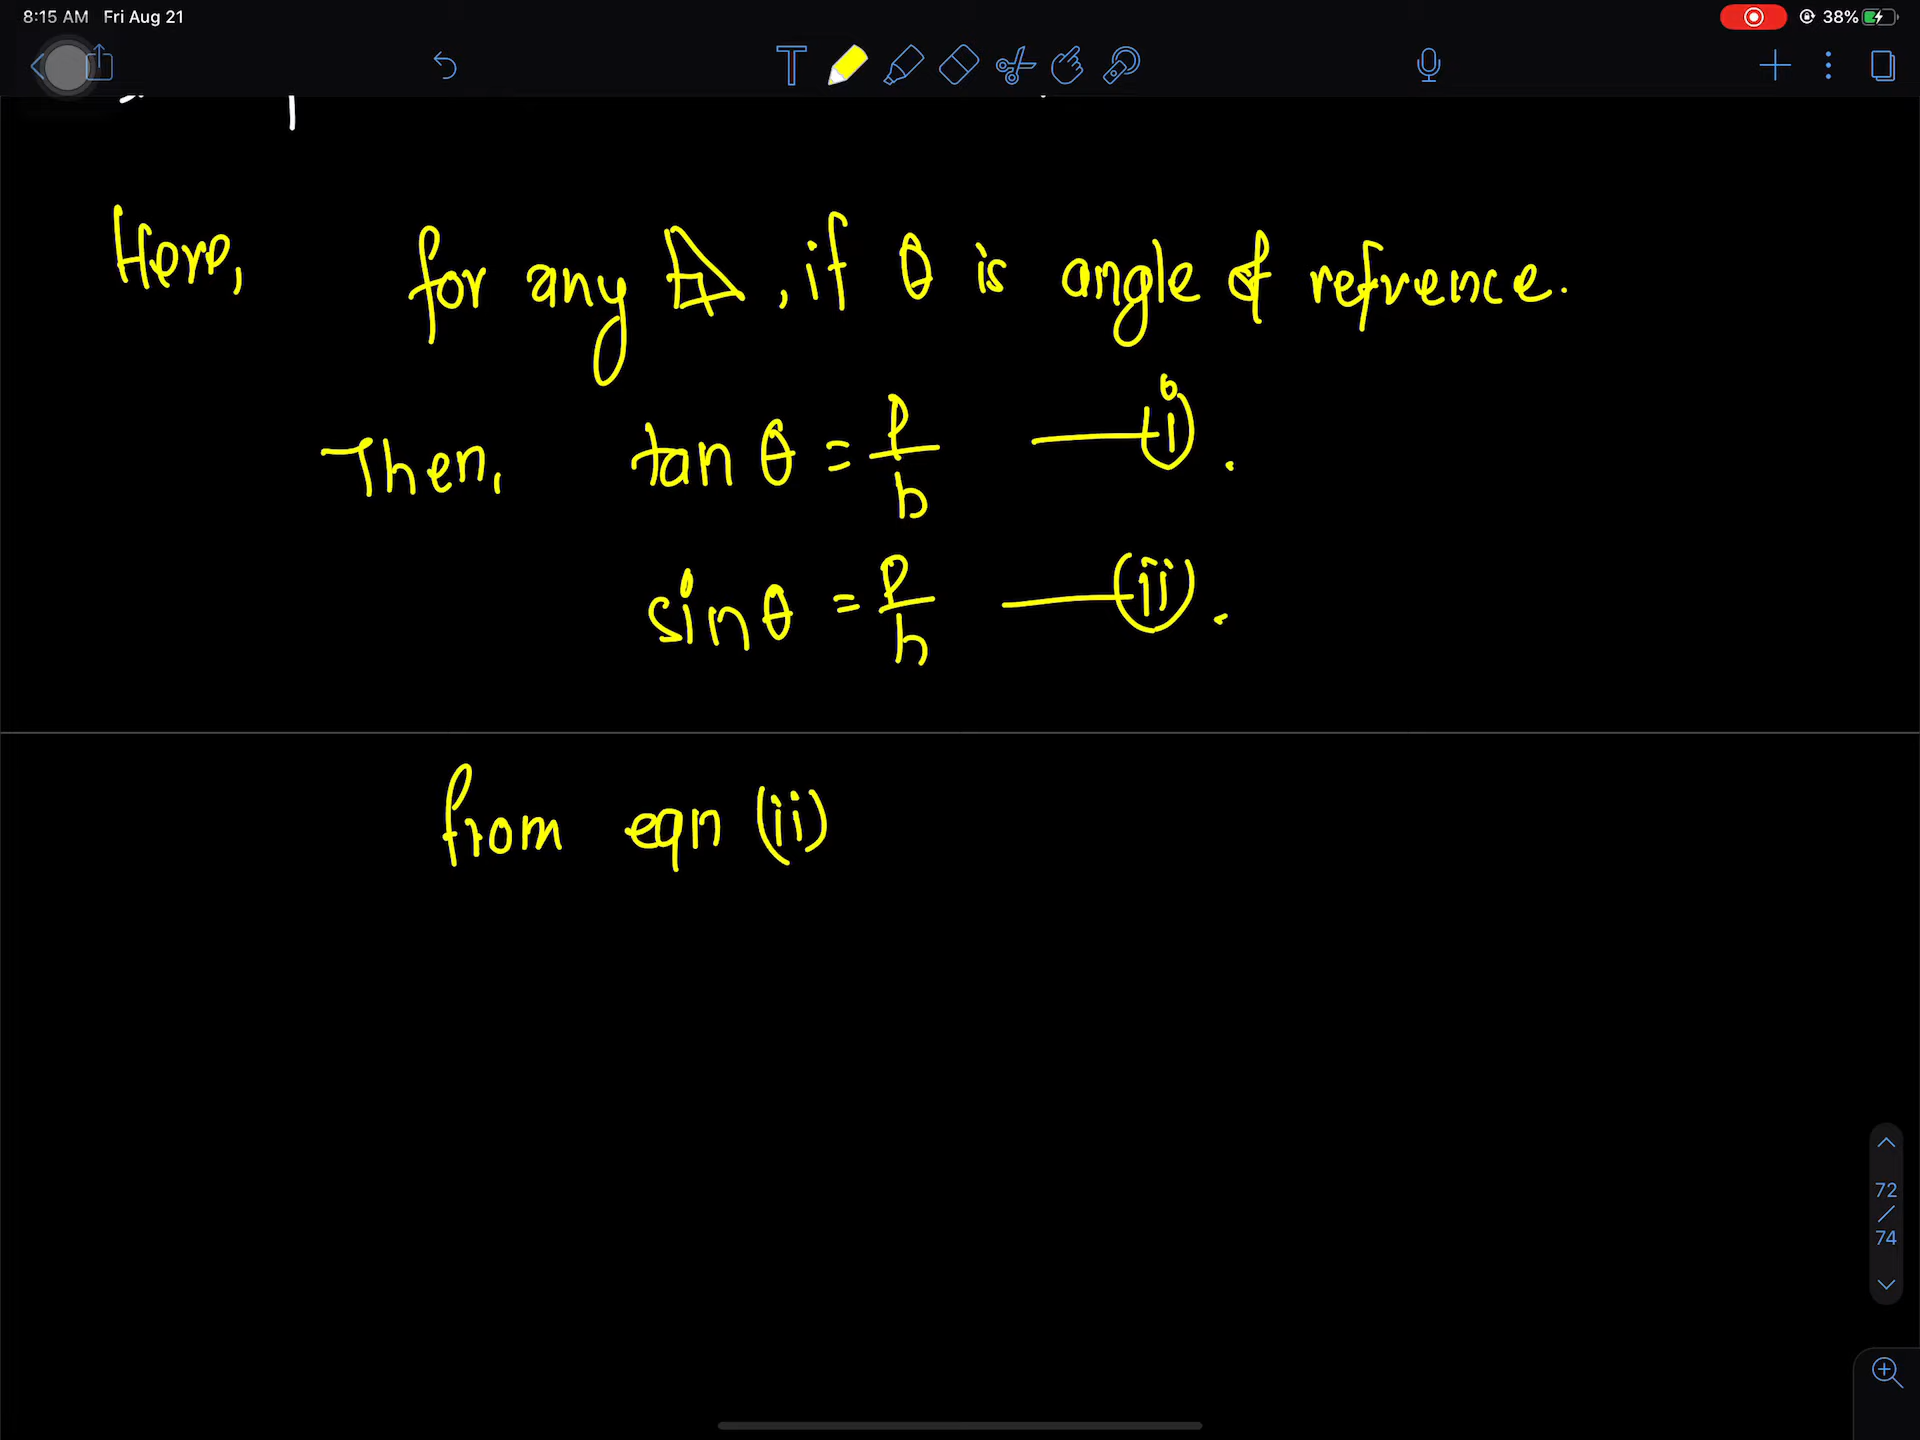 8:15 AM Fri Aug 21 38%
Here, for any , if θ is angle of refrence.
Then, tan θ = p/b (i).
sin θ = p/h (ii).
from eqn (ii)
72
/
74